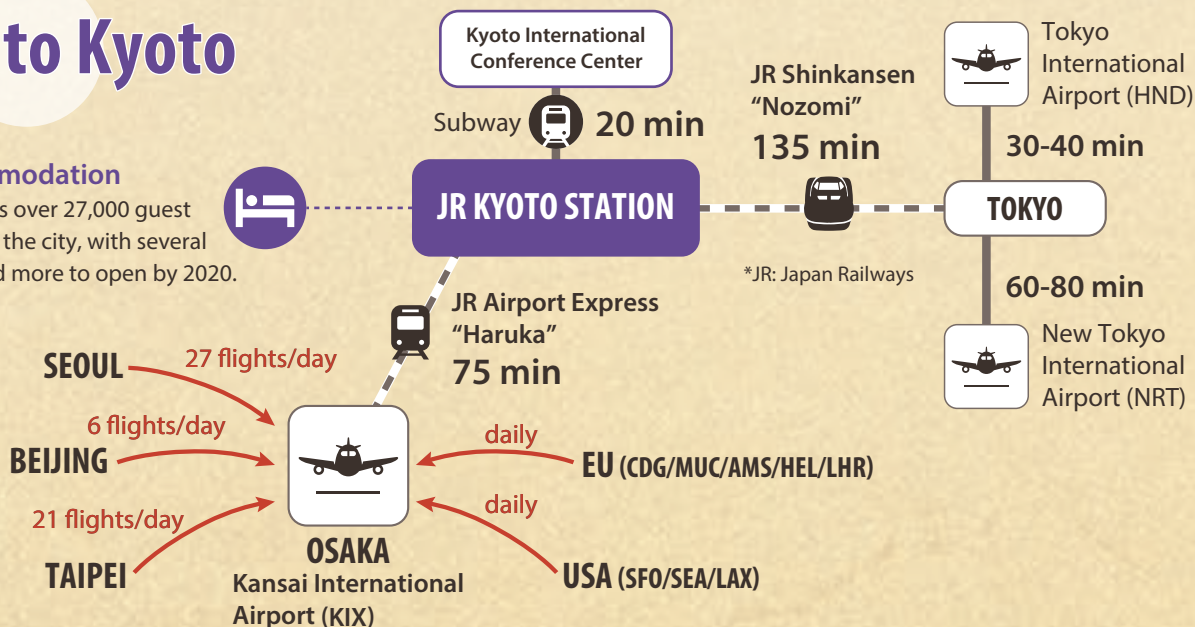 to Kyoto
modation
s over 27,000 guest
the city, with several
d more to open by 2020.
Kyoto International
Conference Center
Subway
20 min
JR KYOTO STATION
JR Shinkansen
“Nozomi”
135 min
*JR: Japan Railways
Tokyo
International
Airport (HND)
30-40 min
TOKYO
60-80 min
New Tokyo
International
Airport (NRT)
JR Airport Express
“Haruka”
75 min
SEOUL
27 flights/day
BEIJING
6 flights/day
TAIPEI
21 flights/day
daily
EU (CDG/MUC/AMS/HEL/LHR)
daily
USA (SFO/SEA/LAX)
OSAKA
Kansai International
Airport (KIX)